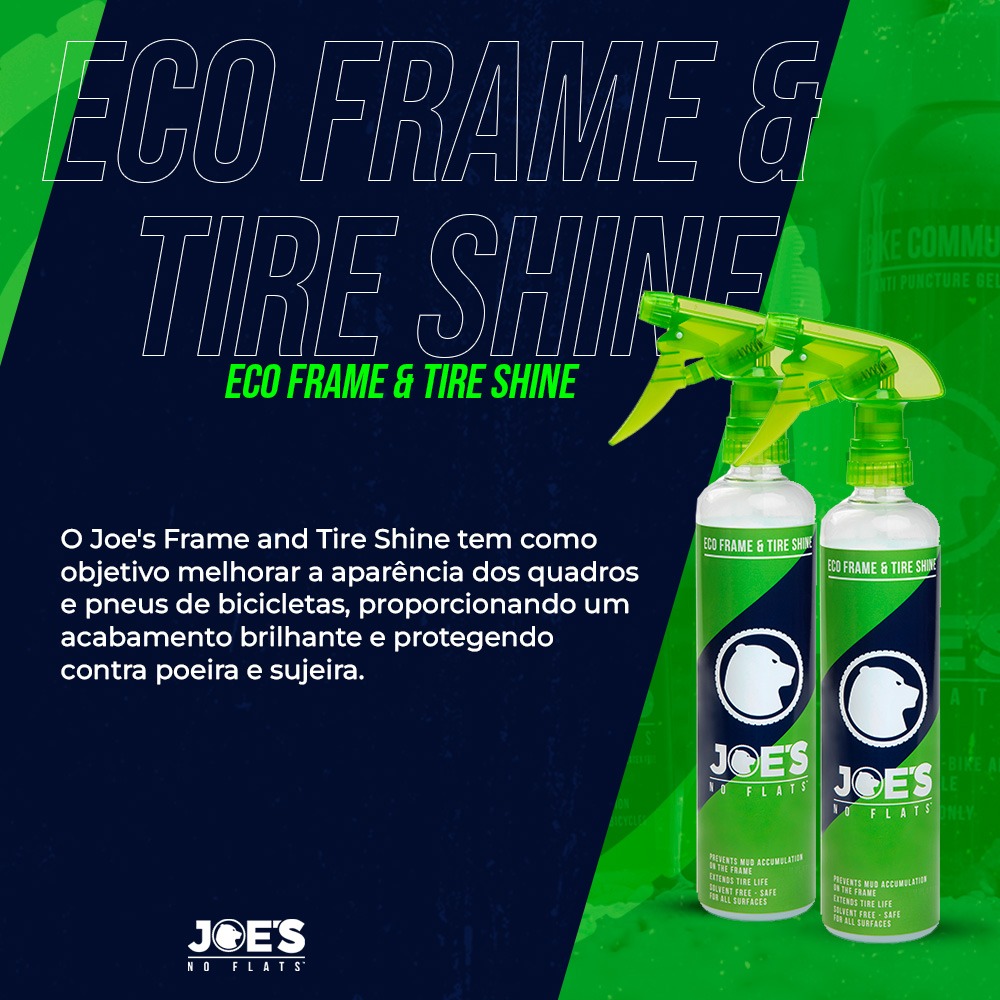 ECO FRAME &
TIRE SHINE
ECO FRAME & TIRE SHINE
O Joe's Frame and Tire Shine tem como
objetivo melhorar a aparência dos quadros
e pneus de bicicletas, proporcionando um
acabamento brilhante e protegendo
contra poeira e sujeira.
JOE'S
NO FLATS
ECO FRAME & TIRE SHINE
JOE'S
NO FLATS
PREVENTS MUD ACCUMULATION
ON THE FRAME
EXTENDS TIRE LIFE
SOLVENT FREE - SAFE
FOR ALL SURFACES
ECO FRAME & TIRE SHINE
JOE'S
NO FLATS
PREVENTS MUD ACCUMULATION
ON THE FRAME
EXTENDS TIRE LIFE
SOLVENT FREE - SAFE
FOR ALL SURFACES
ANTI PUNCTURE GEL
ONLY